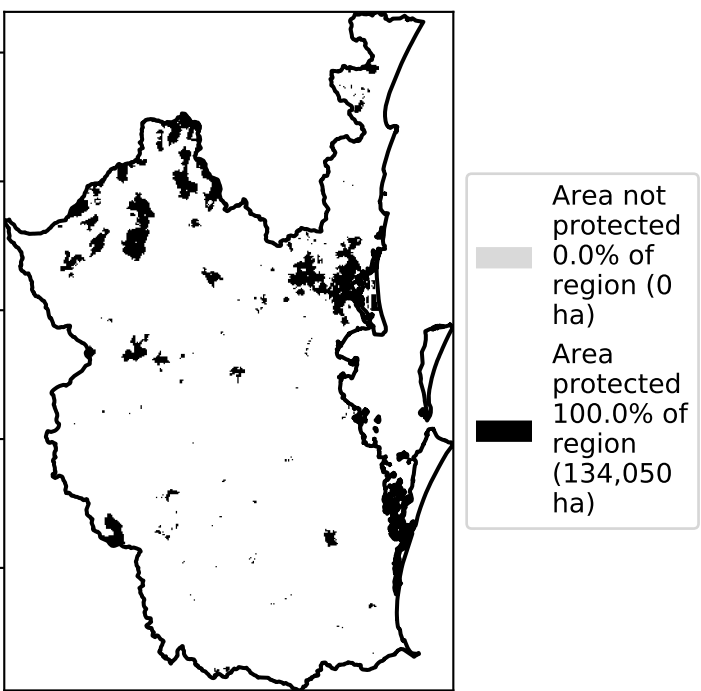 Area not
protected
0.0% of
region (0
ha)
Area
protected
100.0% of
region
(134,050
ha)